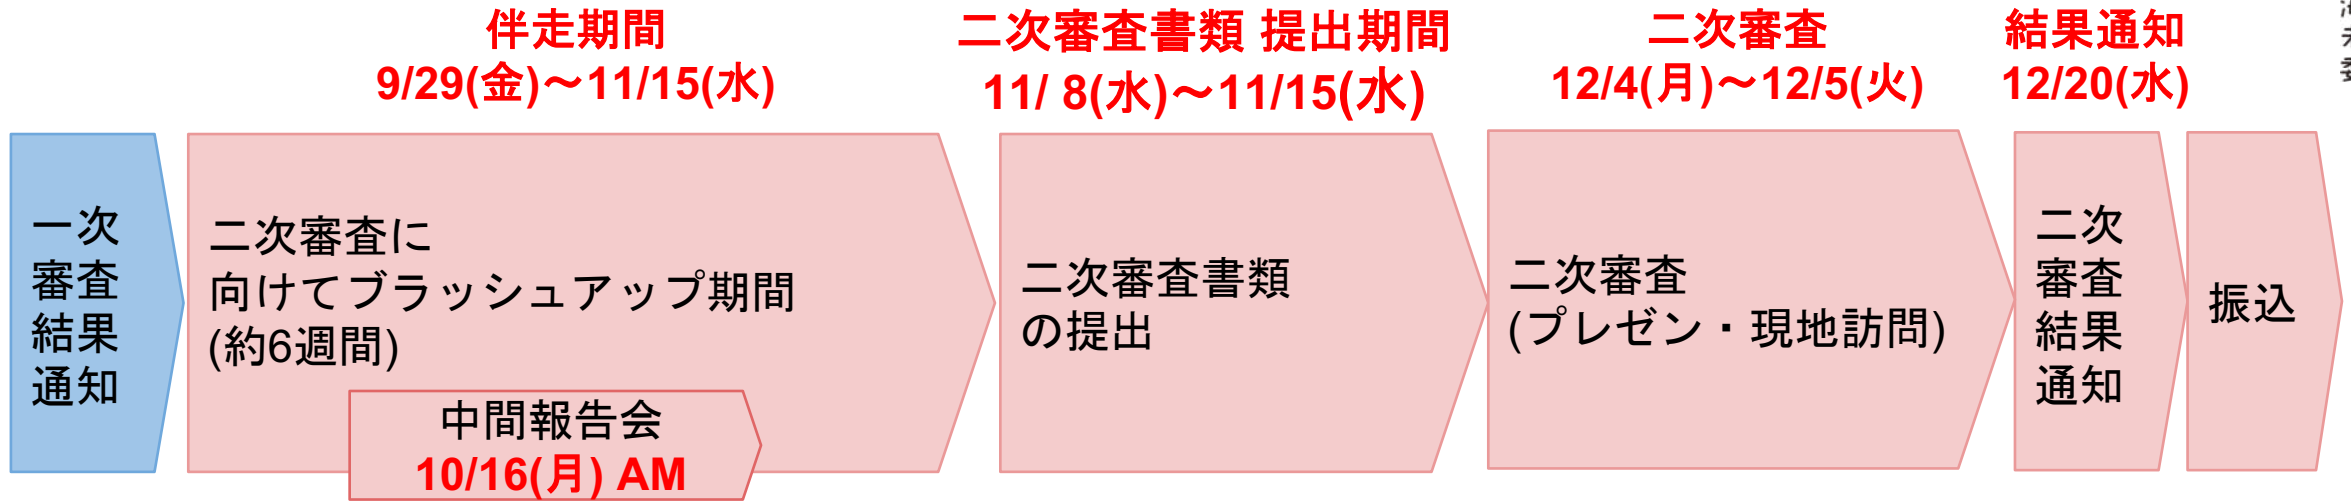 伴走期間
9/29(金)～11/15(水)
二次審査書類 提出期間
11/ 8(水)～11/15(水)
二次審査
12/4(月)～12/5(火)
結果通知
12/20(水)
一次
審査
結果
通知
二次審査に
向けてブラッシュアップ期間
(約6週間)
中間報告会
10/16(月) AM
二次審査書類
の提出
二次審査
(プレゼン・現地訪問)
二次
審査
結果
通知
振込